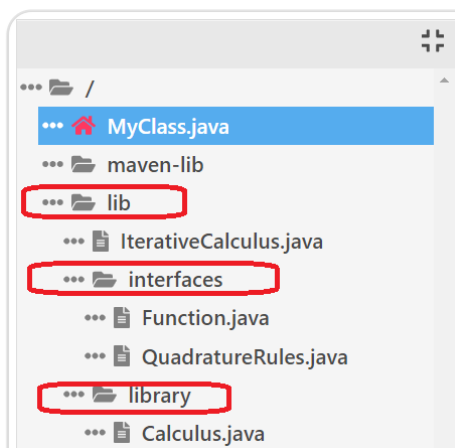 /
MyClass.java
maven-lib
lib
IterativeCalculus.java
interfaces
Function.java
QuadratureRules.java
library
Calculus.java